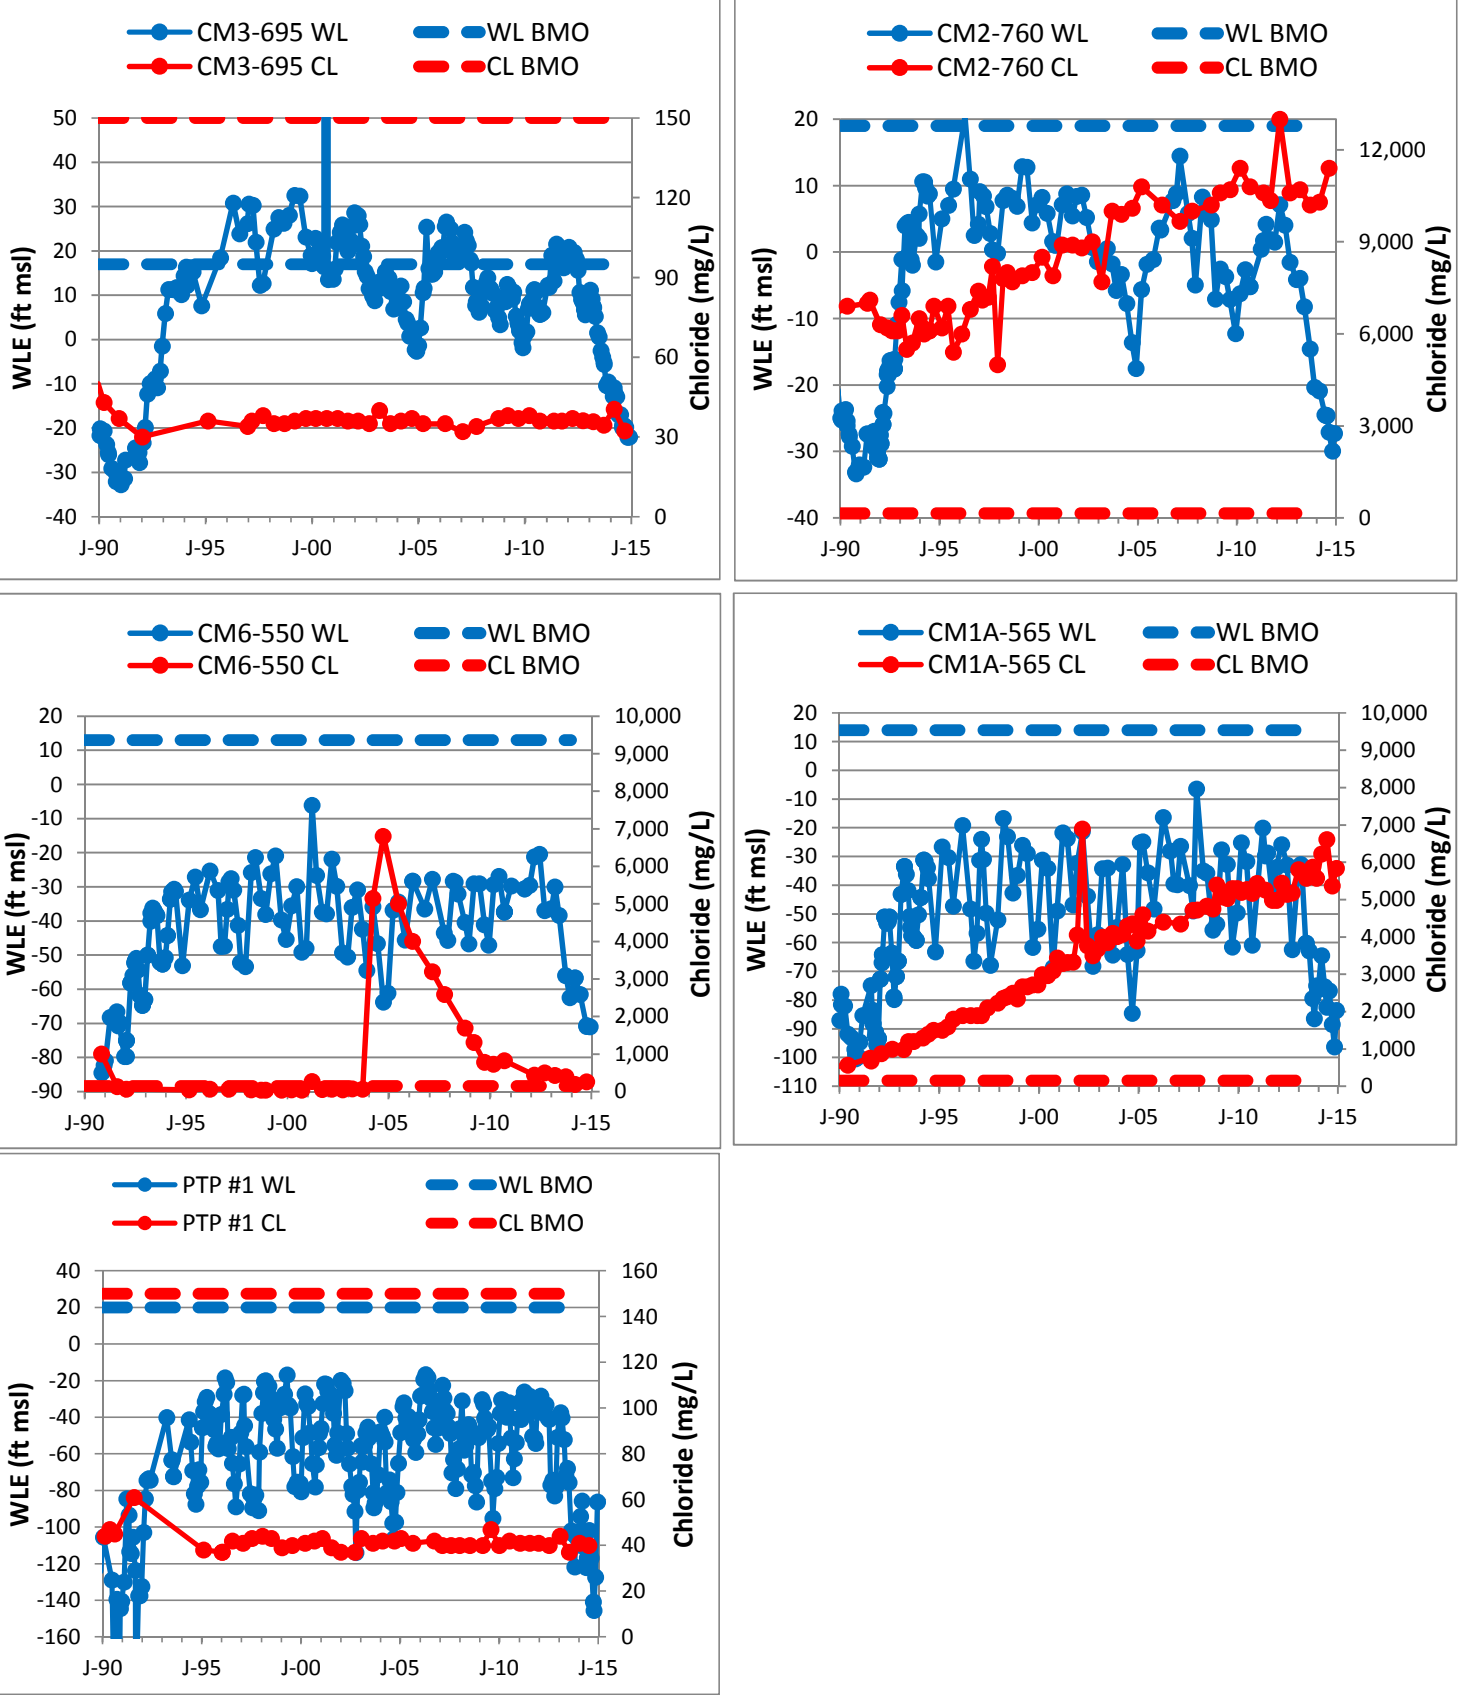 CM3-695 WL WL BMO
CM3-695 CL CL BMO
50 150
40
30 120
20
10 90
0
-10 60
-20
-30 30
-40 0
J-90 J-95 J-00 J-05 J-10 J-15
WLE (ft msl)
Chloride (mg/L)
CM2-760 WL WL BMO
CM2-760 CL CL BMO
20
12,000
10
9,000
0
-10 6,000
-20
3,000
-30
-40 0
J-90 J-95 J-00 J-05 J-10 J-15
WLE (ft msl)
Chloride (mg/L)
CM6-550 WL WL BMO
CM6-550 CL CL BMO
20 10,000
10 9,000
0 8,000
-10 7,000
-20 6,000
-30 5,000
-40 4,000
-50 3,000
-60 2,000
-70 1,000
-80 0
-90
J-90 J-95 J-00 J-05 J-10 J-15
WLE (ft msl)
Chloride (mg/L)
CM1A-565 WL WL BMO
CM1A-565 CL CL BMO
20 10,000
10 9,000
0 8,000
-10 7,000
-20 6,000
-30 5,000
-40 4,000
-50 3,000
-60 2,000
-70 1,000
-80 0
-90
-100
-110
J-90 J-95 J-00 J-05 J-10 J-15
WLE (ft msl)
Chloride (mg/L)
PTP #1 WL WL BMO
PTP #1 CL CL BMO
40 160
20 140
0 120
-20 100
-40 80
-60 60
-80 40
-100 20
-120 0
-140
-160
J-90 J-95 J-00 J-05 J-10 J-15
WLE (ft msl)
Chloride (mg/L)